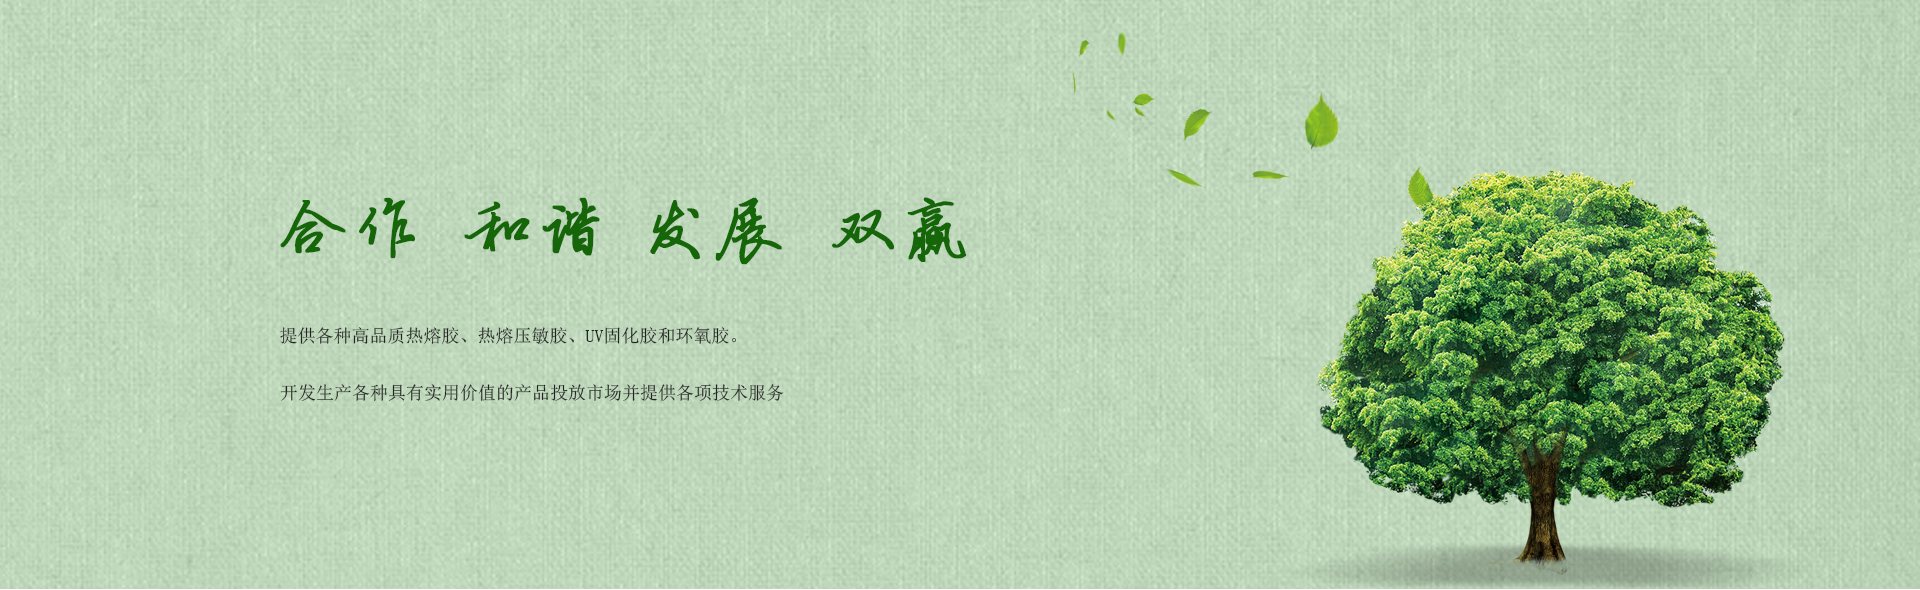 合作 和谐 发展 双赢
提供各种高品质热熔胶、热熔压敏胶、UV固化胶和环氧胶。
开发生产各种具有实用价值的产品投放市场并提供各项技术服务